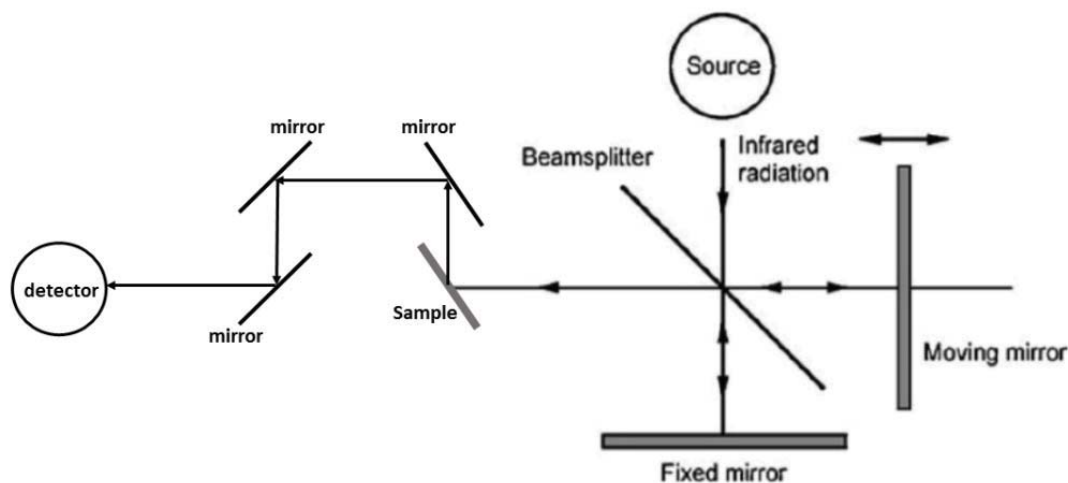 Source
mirror
mirror
Beamsplitter
Infrared
radiation
detector
Sample
mirror
Moving mirror
Fixed mirror